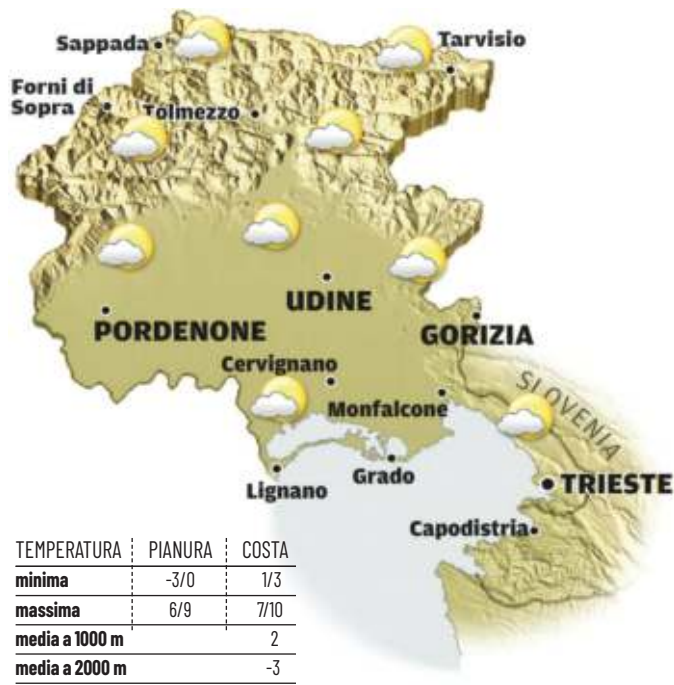 Sappada
Tarvisio
Forni di
Sopra
Tolmezzo
UDINE
PORDENONE
GORIZIA
Cervignano
SLOVENIA
Monfalcone
Lignano
Grado
TRIESTE
Capodistria
TEMPERATURA PIANURA COSTA
minima -3/0 1/3
massima 6/9 7/10
media a 1000 m 2
media a 2000 m -3